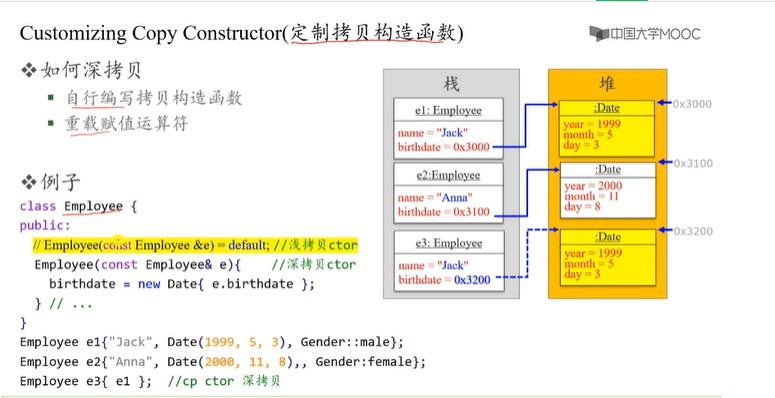 Customizing Copy Constructor(定制拷贝构造函数)
中国大学MOOC
❖如何深拷贝
▪ 自行编写拷贝构造函数
▪ 重载赋值运算符
❖例子
class Employee {
public:
// Employee(const Employee &e) = default; //浅拷贝ctor
Employee(const Employee& e){ //深拷贝ctor
birthdate = new Date{ e.birthdate };
} // ...
}
Employee e1{"Jack", Date(1999, 5, 3), Gender::male};
Employee e2{"Anna", Date(2000, 11, 8),, Gender:female};
Employee e3{ e1 }; //cp ctor 深拷贝
栈
e1: Employee
name = "Jack"
birthdate = 0x3000
e2:Employee
name = "Anna"
birthdate = 0x3100
e3: Employee
name = "Jack"
birthdate = 0x3200
堆
:Date
year = 1999
month = 5
day = 3
:Date
year = 2000
month = 11
day = 8
:Date
year = 1999
month = 5
day = 3
0x3000
0x3100
0x3200